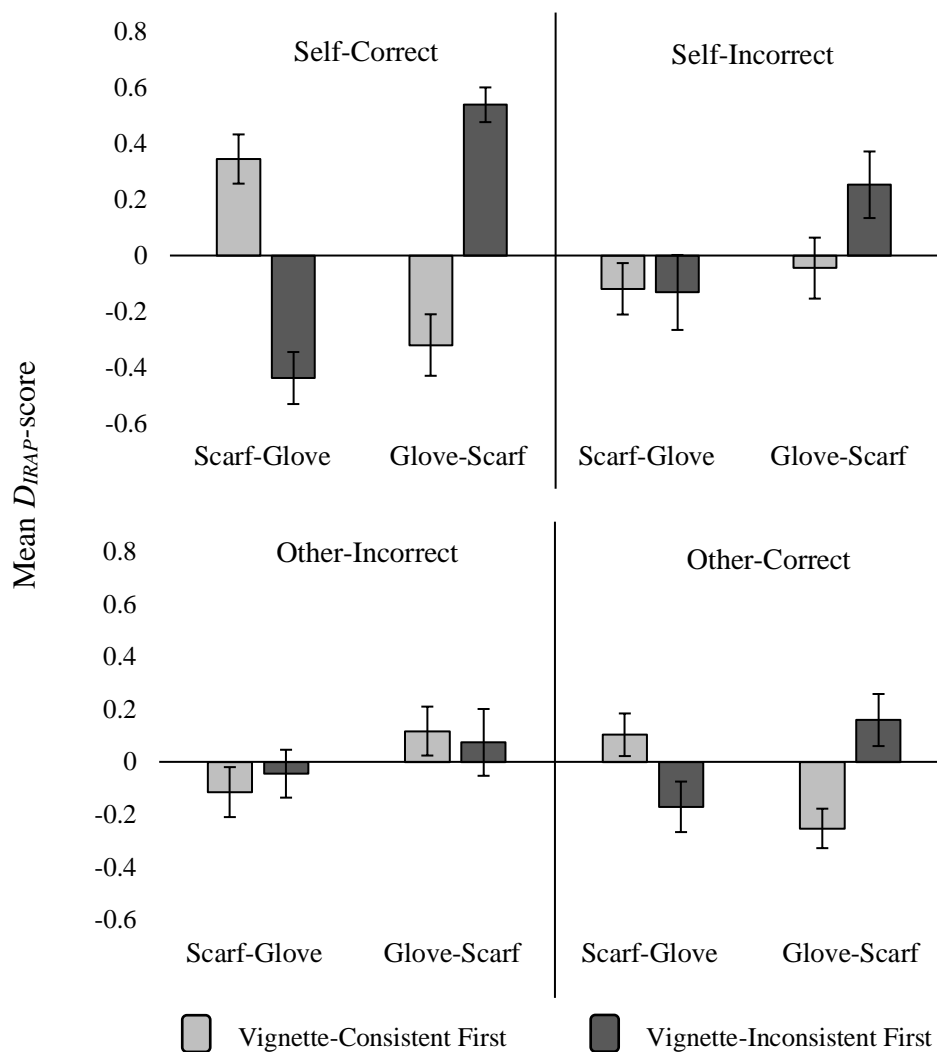 0.8
Self-Correct Self-Incorrect
0.6
0.4
0.2
0
-0.2
-0.4
-0.6
Scarf-Glove Glove-Scarf Scarf-Glove Glove-Scarf
Mean D_IRAP-score
Other-Incorrect Other-Correct
0.8
0.6
0.4
0.2
0
-0.2
-0.4
-0.6
Scarf-Glove Glove-Scarf Scarf-Glove Glove-Scarf
Vignette-Consistent First Vignette-Inconsistent First